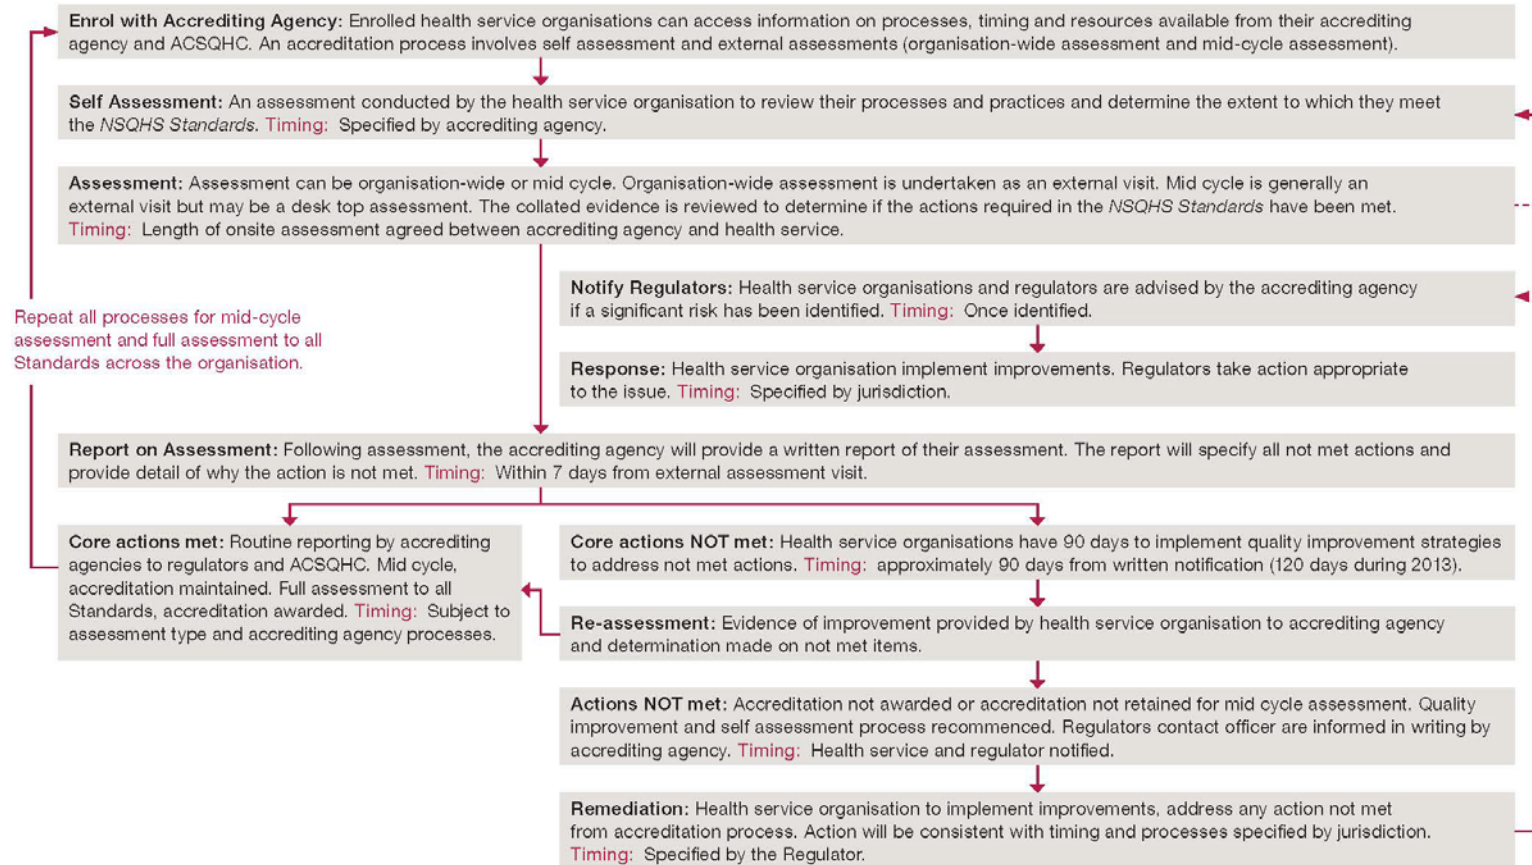 Enrol with Accrediting Agency: Enrolled health service organisations can access information on processes, timing and resources available from their accrediting
agency and ACSQHC. An accreditation process involves self assessment and external assessments (organisation-wide assessment and mid-cycle assessment).
Self Assessment: An assessment conducted by the health service organisation to review their processes and practices and determine the extent to which they meet
the NSQHS Standards. Timing: Specified by accrediting agency.
Assessment: Assessment can be organisation-wide or mid cycle. Organisation-wide assessment is undertaken as an external visit. Mid cycle is generally an
external visit but may be a desk top assessment. The collated evidence is reviewed to determine if the actions required in the NSQHS Standards have been met.
Timing: Length of onsite assessment agreed between accrediting agency and health service.
Notify Regulators: Health service organisations and regulators are advised by the accrediting agency
if a significant risk has been identified. Timing: Once identified.
Repeat all processes for mid-cycle
assessment and full assessment to all
Standards across the organisation.
Response: Health service organisation implement improvements. Regulators take action appropriate
to the issue. Timing: Specified by jurisdiction.
Report on Assessment: Following assessment, the accrediting agency will provide a written report of their assessment. The report will specify all not met actions and
provide detail of why the action is not met. Timing: Within 7 days from external assessment visit.
Core actions met: Routine reporting by accrediting
agencies to regulators and ACSQHC. Mid cycle,
accreditation maintained. Full assessment to all
Standards, accreditation awarded. Timing: Subject to
assessment type and accrediting agency processes.
Core actions NOT met: Health service organisations have 90 days to implement quality improvement strategies
to address not met actions. Timing: approximately 90 days from written notification (120 days during 2013).
Re-assessment: Evidence of improvement provided by health service organisation to accrediting agency
and determination made on not met items.
Actions NOT met: Accreditation not awarded or accreditation not retained for mid cycle assessment. Quality
improvement and self assessment process recommenced. Regulators contact officer are informed in writing by
accrediting agency. Timing: Health service and regulator notified.
Remediation: Health service organisation to implement improvements, address any action not met
from accreditation process. Action will be consistent with timing and processes specified by jurisdiction.
Timing: Specified by the Regulator.